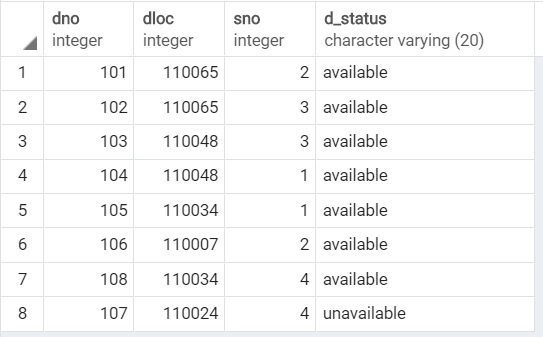 dno dloc sno d_status
integer integer integer character varying (20)
1 101 110065 2 available
2 102 110065 3 available
3 103 110048 3 available
4 104 110048 1 available
5 105 110034 1 available
6 106 110007 2 available
7 108 110034 4 available
8 107 110024 4 unavailable